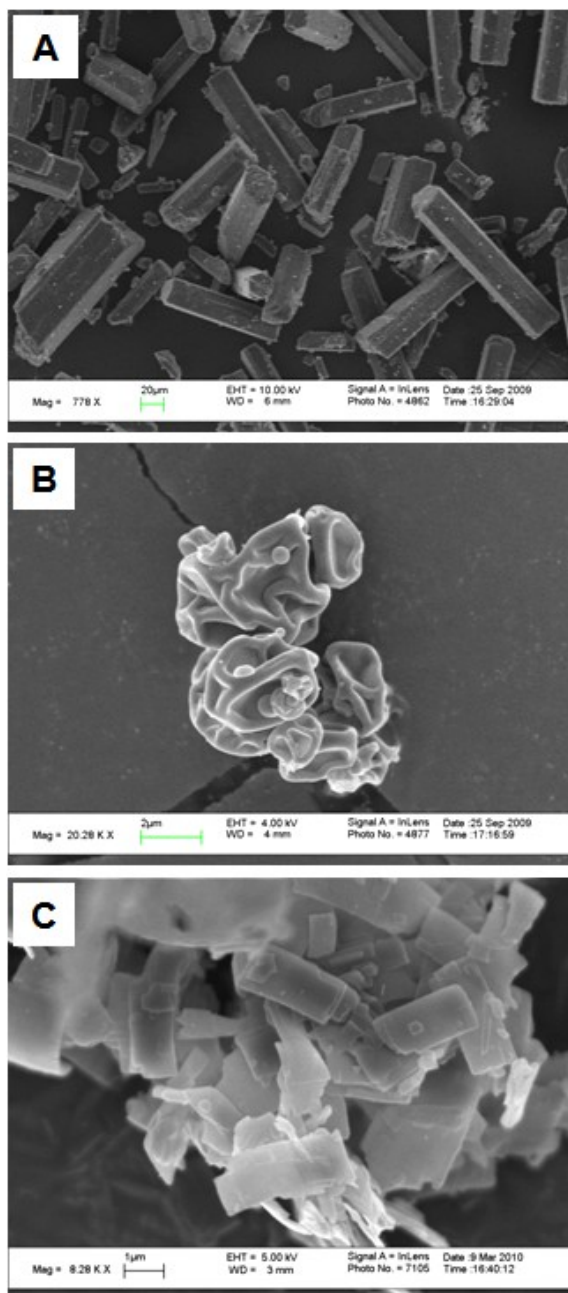 A
20µm EHT = 10.00 kV Signal A = InLens Date :25 Sep 2009
Mag = 778 X WD = 6 mm Photo No. = 4862 Time :16:29:04
B
2µm EHT = 4.00 kV Signal A = InLens Date :25 Sep 2009
Mag = 20.28 K X WD = 4 mm Photo No. = 4877 Time :17:16:59
C
1µm EHT = 5.00 kV Signal A = InLens Date :9 Mar 2010
Mag = 8.28 K X WD = 3 mm Photo No. = 7105 Time :16:40:12